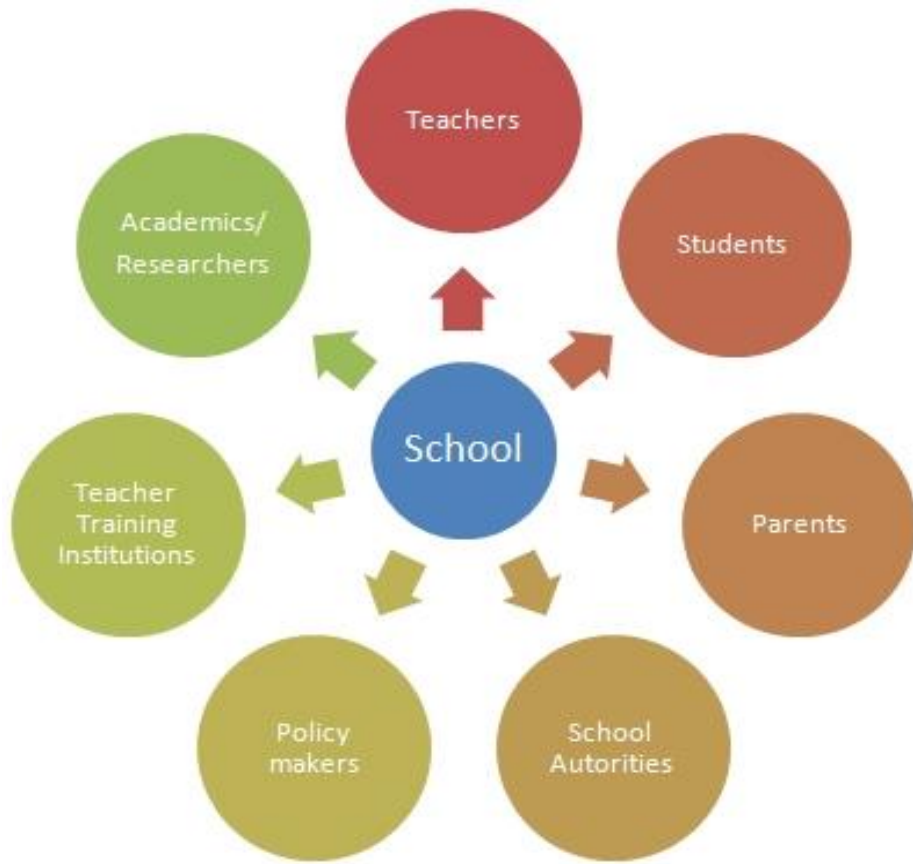 Teachers
Students
Parents
School
Autorities
Policy
makers
Teacher
Training
Institutions
Academics/
Researchers
School